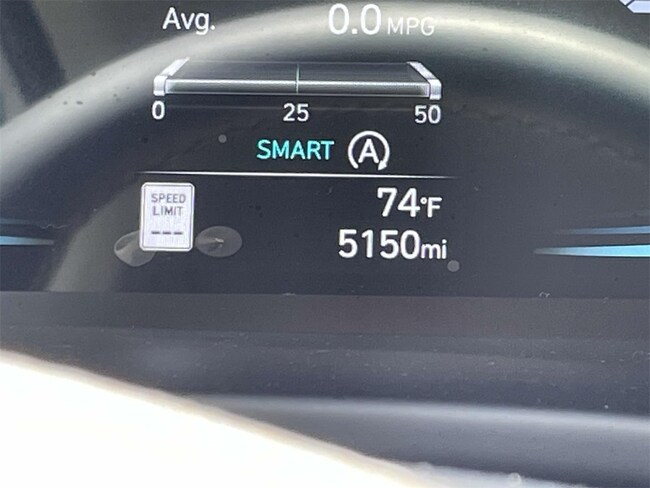 Avg. 0.0 MPG
0 25 50
SMART A
SPEED
LIMIT
---
74°F
5150mi